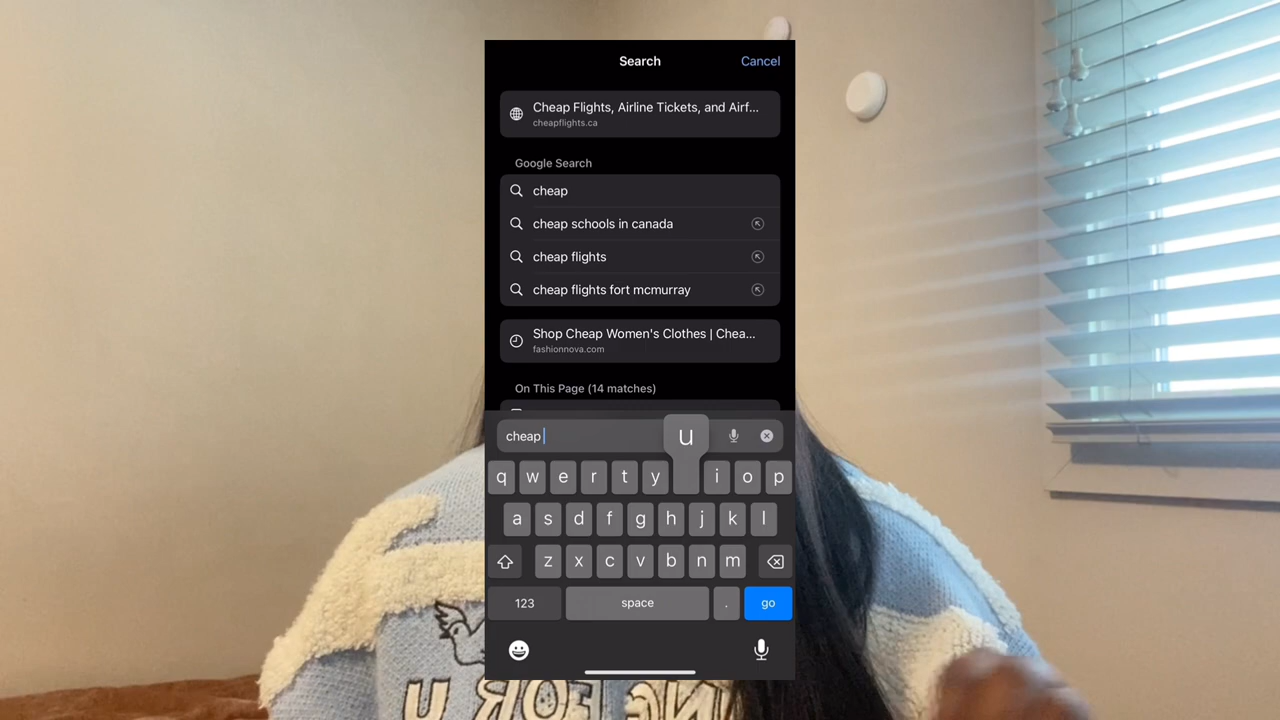 Search
Cancel
Cheap Flights, Airline Tickets, and Airf...
cheapflights.ca
Google Search
cheap
cheap schools in canada
cheap flights
cheap flights fort mcmurray
Shop Cheap Women's Clothes | Chea...
fashionnova.com
On This Page (14 matches)
cheap
u
q w e r t y i o p
a s d f g h j k l
z x c v b n m
123 space . go
FOR U